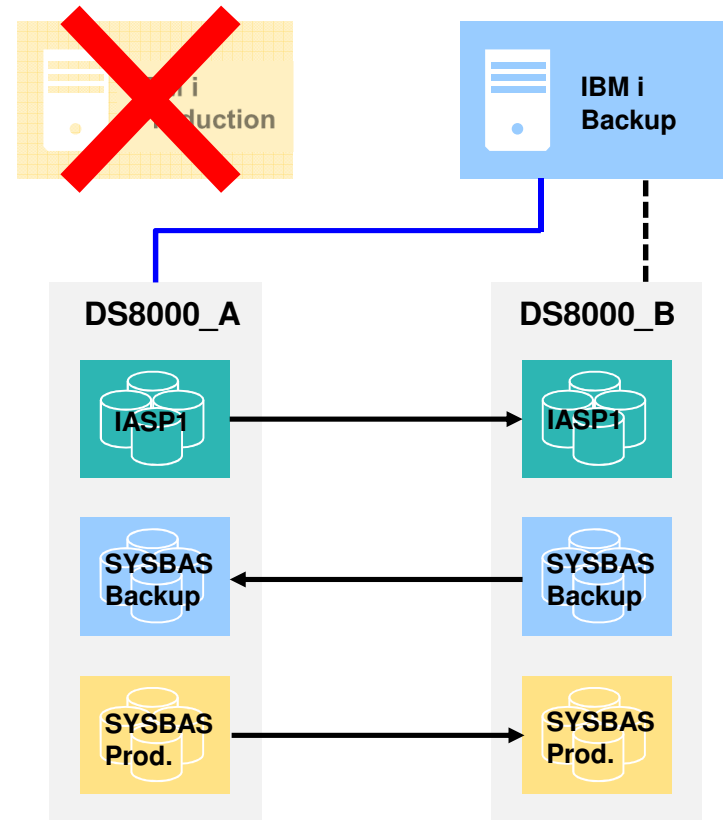 IBM i
Backup
DS8000_A
DS8000_B
IASP1
IASP1
SYSBAS
Backup
SYSBAS
Backup
SYSBAS
Prod.
SYSBAS
Prod.